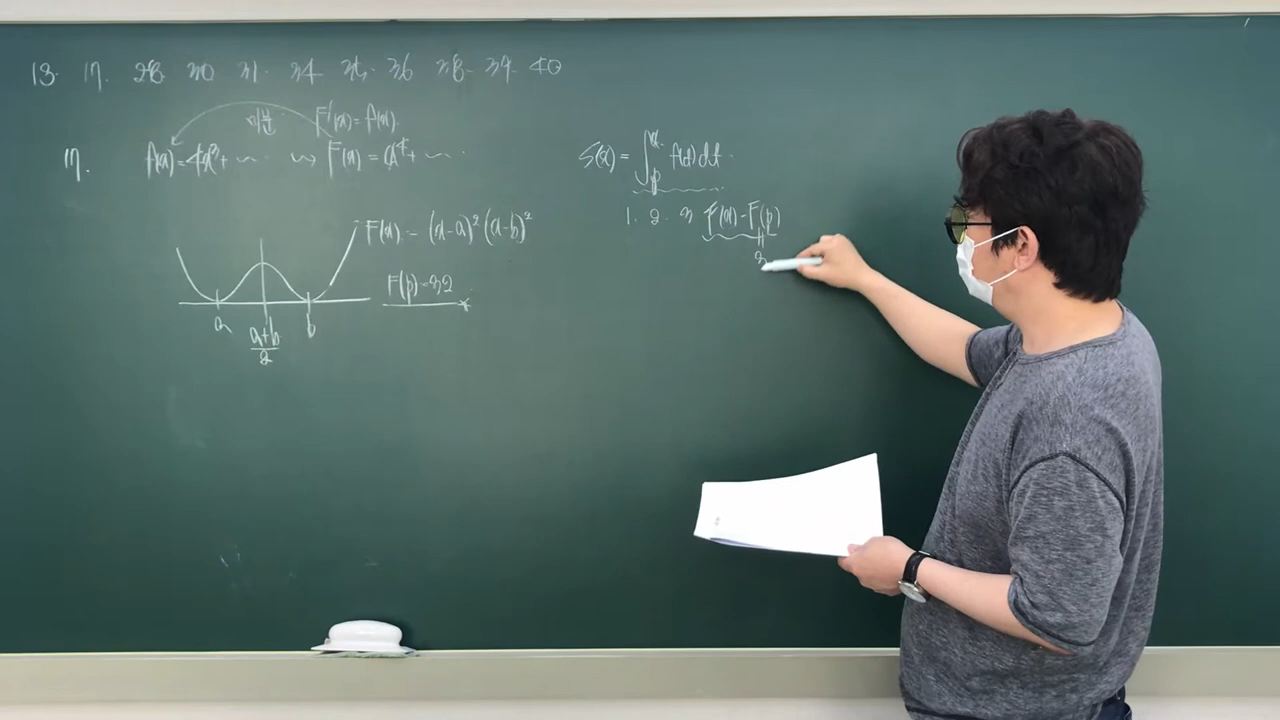 13. 17. 28 30 31. 34 35. 36 38. 39. 40
미분 F'(x) = f(x).
17. f(x) = 4x³ + ⋯ ↝ F(x) = x⁴ + ⋯
F(x) = (x-a)²(x-b)²
F(p) = 32
a
a+b
2
b
S(x) = ∫ₚˣ f(t)dt.
1. 2. 3 F(x) - F(p)